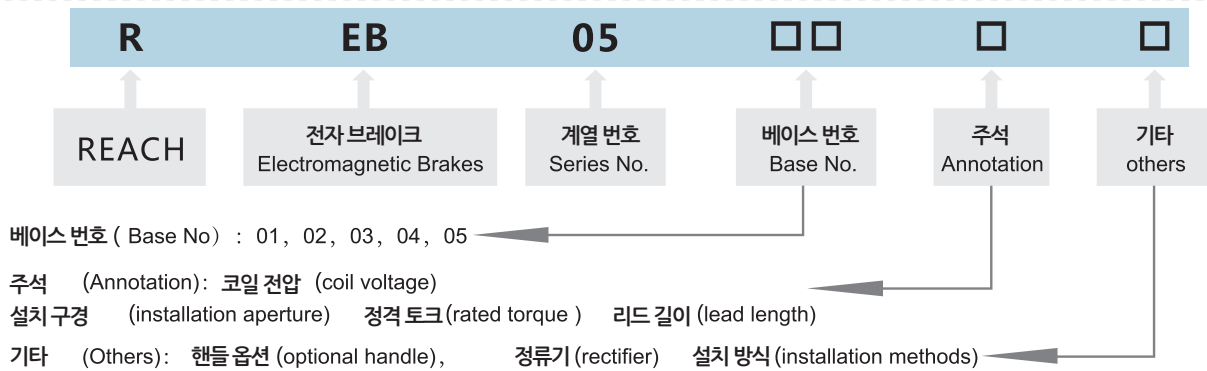 R EB 05 □□ □ □
REACH 전자 브레이크 계열 번호 베이스 번호 주석 기타
Electromagnetic Brakes Series No. Base No. Annotation others
베이스 번호 ( Base No） : 01, 02, 03, 04, 05
주석 (Annotation): 코일 전압 (coil voltage)
설치 구경 (installation aperture) 정격 토크 (rated torque ) 리드 길이 (lead length)
기타 (Others): 핸들 옵션 (optional handle), 정류기 (rectifier) 설치 방식 (installation methods)